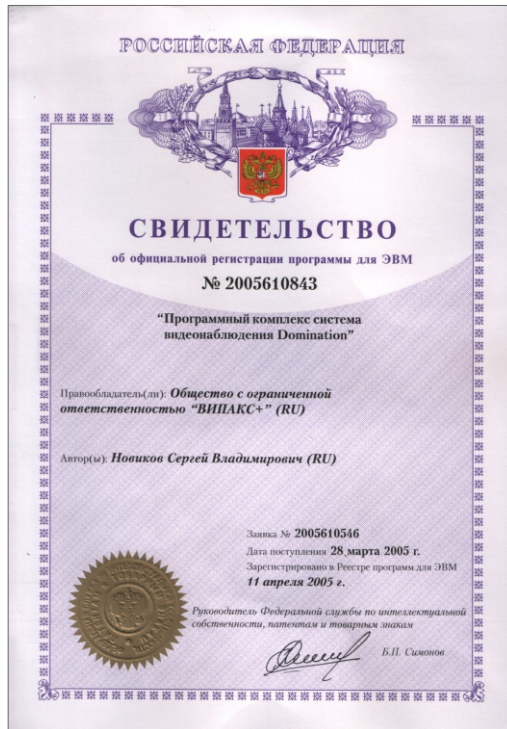 РОССИЙСКАЯ ФЕДЕРАЦИЯ
СВИДЕТЕЛЬСТВО
об официальной регистрации программы для ЭВМ
№ 2005610843
“Программный комплекс система
видеонаблюдения Domination”
Правообладатель(ли): Общество с ограниченной
ответственностью “ВИПАКС+” (RU)
Автор(ы): Новиков Сергей Владимирович (RU)
Заявка № 2005610546
Дата поступления 28 марта 2005 г.
Зарегистрировано в Реестре программ для ЭВМ
11 апреля 2005 г.
Руководитель Федеральной службы по интеллектуальной
собственности, патентам и товарным знакам
Б.П. Симонов